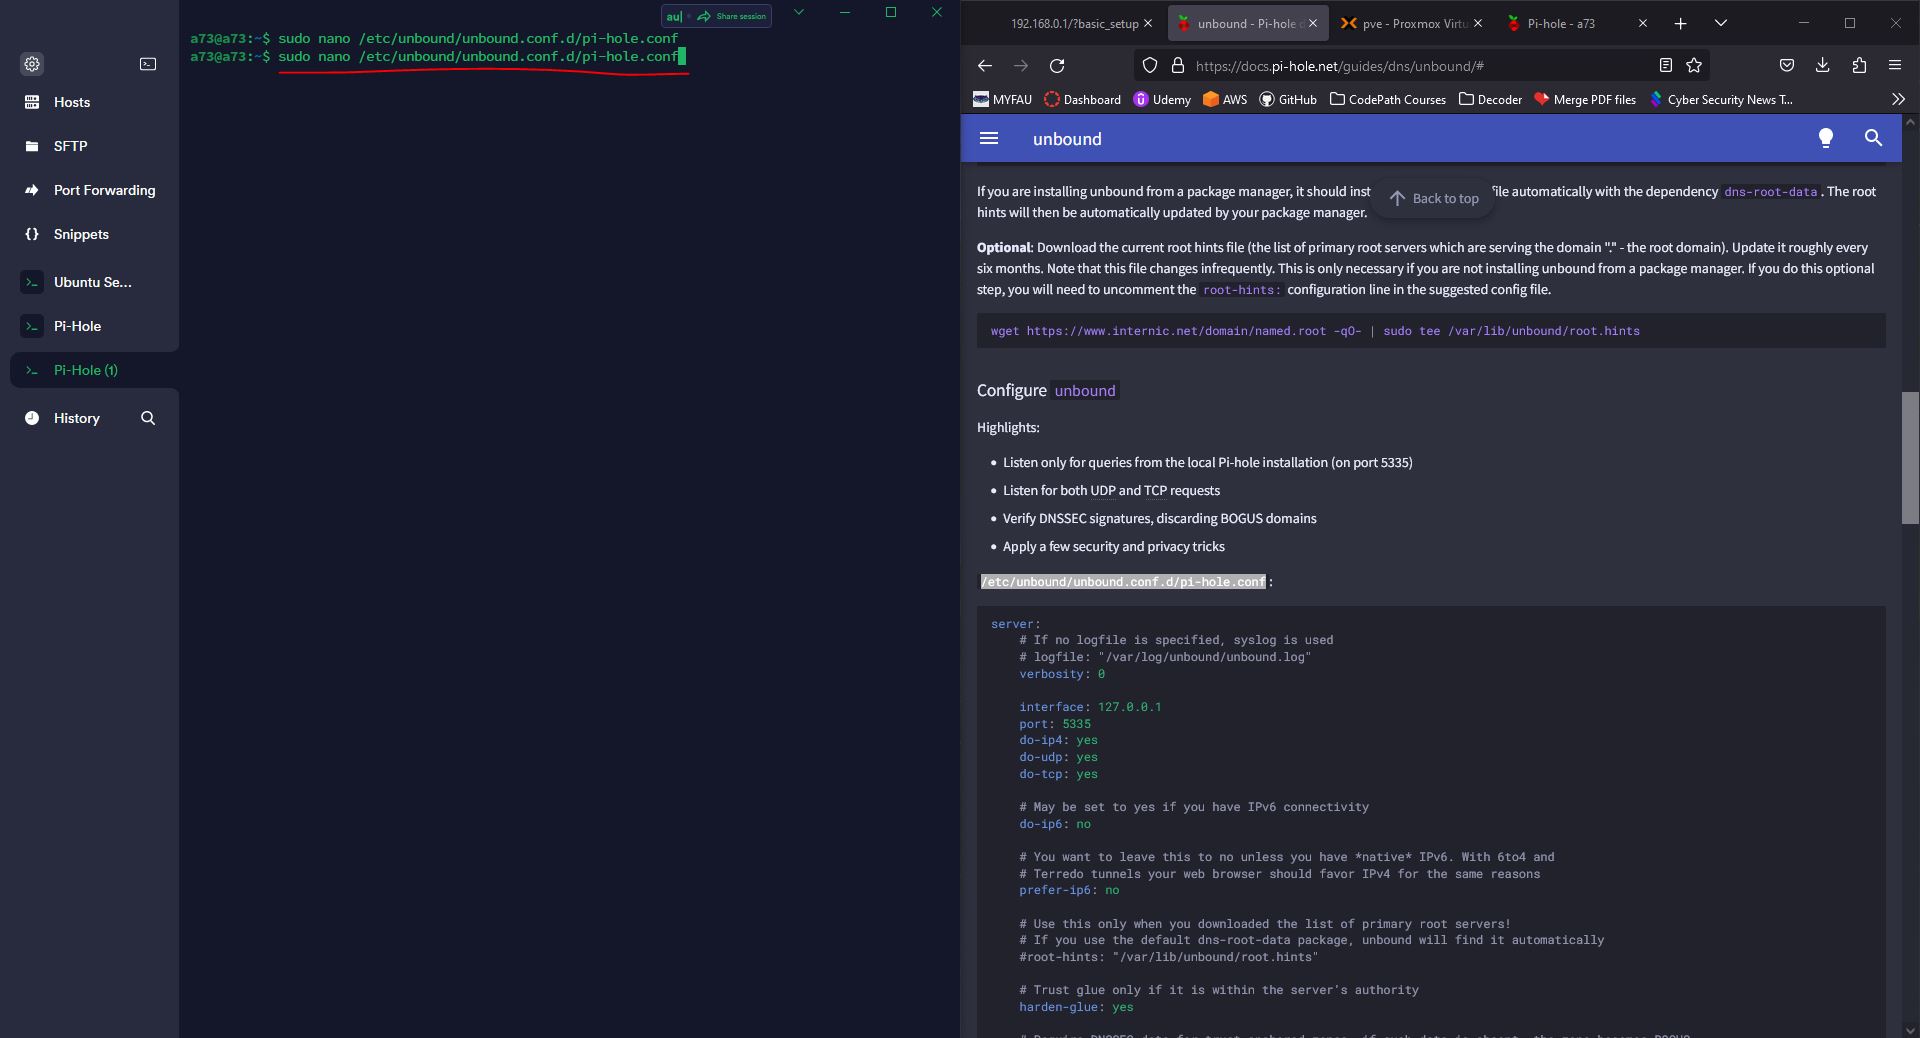 au| Share session
a73@a73:~$ sudo nano /etc/unbound/unbound.conf.d/pi-hole.conf
a73@a73:~$ sudo nano /etc/unbound/unbound.conf.d/pi-hole.conf
Hosts
SFTP
Port Forwarding
Snippets
Ubuntu Se...
Pi-Hole
Pi-Hole (1)
History
192.168.0.1/?basic_setup
unbound - Pi-hole d
pve - Proxmox Virtu
Pi-hole - a73
https://docs.pi-hole.net/guides/dns/unbound/#
MYFAU
Dashboard
Udemy
AWS
GitHub
CodePath Courses
Decoder
Merge PDF files
Cyber Security News T...
unbound
If you are installing unbound from a package manager, it should inst file automatically with the dependency dns-root-data. The root
Back to top
hints will then be automatically updated by your package manager.
Optional: Download the current root hints file (the list of primary root servers which are serving the domain "." - the root domain). Update it roughly every
six months. Note that this file changes infrequently. This is only necessary if you are not installing unbound from a package manager. If you do this optional
step, you will need to uncomment the root-hints: configuration line in the suggested config file.
wget https://www.internic.net/domain/named.root -qO- | sudo tee /var/lib/unbound/root.hints
Configure unbound
Highlights:
• Listen only for queries from the local Pi-hole installation (on port 5335)
• Listen for both UDP and TCP requests
• Verify DNSSEC signatures, discarding BOGUS domains
• Apply a few security and privacy tricks
/etc/unbound/unbound.conf.d/pi-hole.conf:
server:
# If no logfile is specified, syslog is used
# logfile: "/var/log/unbound/unbound.log"
verbosity: 0
interface: 127.0.0.1
port: 5335
do-ip4: yes
do-udp: yes
do-tcp: yes
# May be set to yes if you have IPv6 connectivity
do-ip6: no
# You want to leave this to no unless you have *native* IPv6. With 6to4 and
# Terredo tunnels your web browser should favor IPv4 for the same reasons
prefer-ip6: no
# Use this only when you downloaded the list of primary root servers!
# If you use the default dns-root-data package, unbound will find it automatically
#root-hints: "/var/lib/unbound/root.hints"
# Trust glue only if it is within the server's authority
harden-glue: yes